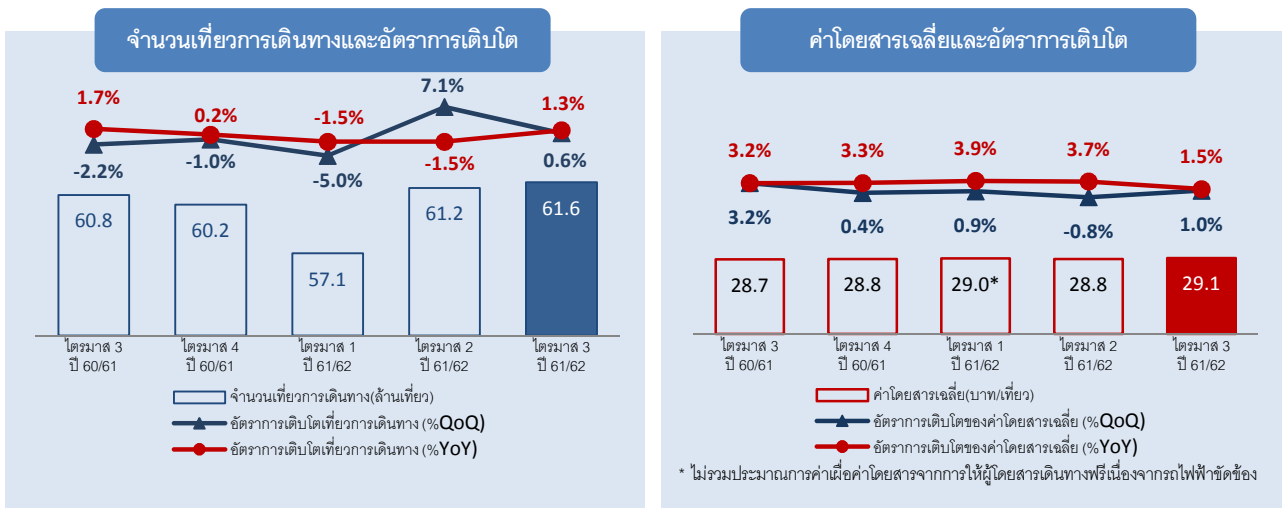 จำนวนเที่ยวการเดินทางและอัตราการเติบโต
1.7%
0.2%
-1.5%
7.1%
1.3%
-2.2%
-1.0%
-5.0%
-1.5%
0.6%
60.8
60.2
57.1
61.2
61.6
ไตรมาส 3
ปี 60/61
ไตรมาส 4
ปี 60/61
ไตรมาส 1
ปี 61/62
ไตรมาส 2
ปี 61/62
ไตรมาส 3
ปี 61/62
จำนวนเที่ยวการเดินทาง(ล้านเที่ยว)
อัตราการเติบโตเที่ยวการเดินทาง (%QoQ)
อัตราการเติบโตเที่ยวการเดินทาง (%YoY)
ค่าโดยสารเฉลี่ยและอัตราการเติบโต
3.2%
3.3%
3.9%
3.7%
1.5%
3.2%
0.4%
0.9%
-0.8%
1.0%
28.7
28.8
29.0*
28.8
29.1
ไตรมาส 3
ปี 60/61
ไตรมาส 4
ปี 60/61
ไตรมาส 1
ปี 61/62
ไตรมาส 2
ปี 61/62
ไตรมาส 3
ปี 61/62
ค่าโดยสารเฉลี่ย(บาท/เที่ยว)
อัตราการเติบโตของค่าโดยสารเฉลี่ย (%QoQ)
อัตราการเติบโตของค่าโดยสารเฉลี่ย (%YoY)
* ไม่รวมประมาณการค่าเผื่อค่าโดยสารจากการให้ผู้โดยสารเดินทางฟรีเนื่องจากรถไฟฟ้าขัดข้อง